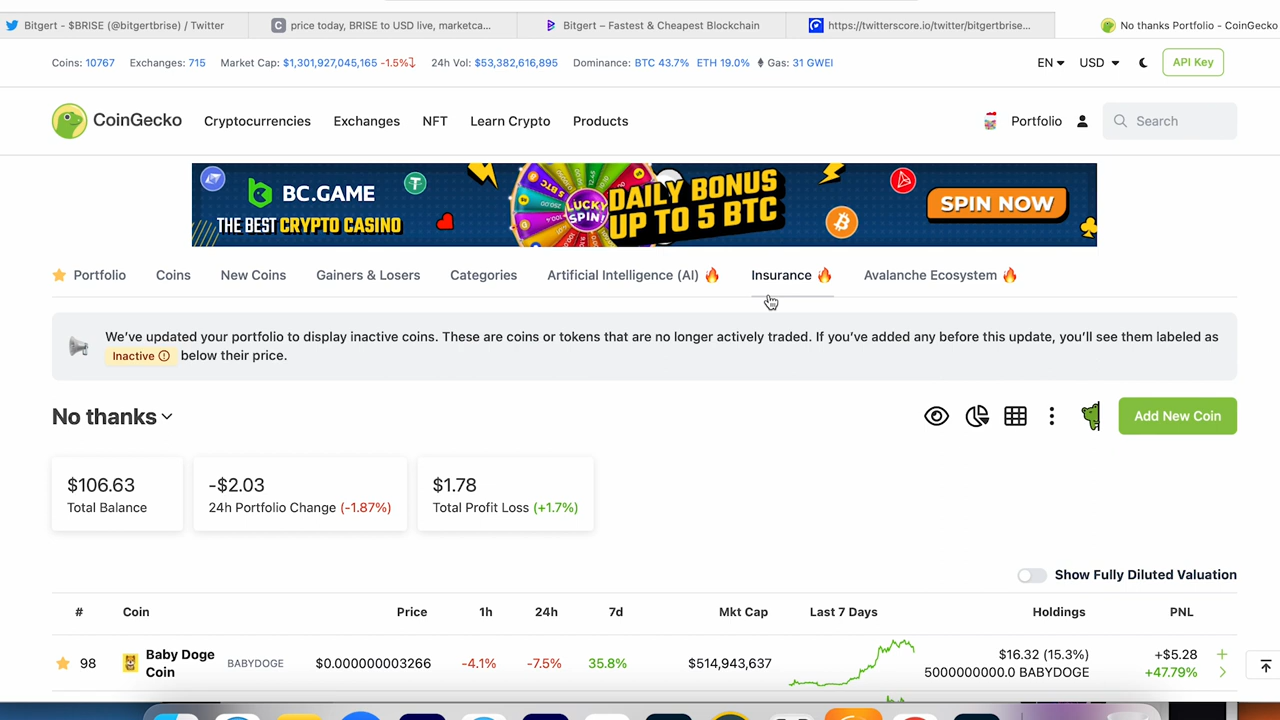 Bitgert - $BRISE (@bitgertbrise) / Twitter
price today, BRISE to USD live, marketca...
Bitgert – Fastest & Cheapest Blockchain
https://twitterscore.io/twitter/bitgertbrise...
No thanks Portfolio - CoinGecko
Coins: 10767 Exchanges: 715 Market Cap: $1,301,927,045,165 -1.5% 24h Vol: $53,382,616,895 Dominance: BTC 43.7% ETH 19.0% Gas: 31 GWEI
EN USD API Key
CoinGecko Cryptocurrencies Exchanges NFT Learn Crypto Products Portfolio Search
BC.GAME
THE BEST CRYPTO CASINO
LUCKY
SPIN!
DAILY BONUS
UP TO 5 BTC
SPIN NOW
Portfolio Coins New Coins Gainers & Losers Categories Artificial Intelligence (AI) Insurance Avalanche Ecosystem
We've updated your portfolio to display inactive coins. These are coins or tokens that are no longer actively traded. If you've added any before this update, you'll see them labeled as
Inactive below their price.
No thanks
Add New Coin
$106.63
Total Balance
-$2.03
24h Portfolio Change (-1.87%)
$1.78
Total Profit Loss (+1.7%)
Show Fully Diluted Valuation
# Coin Price 1h 24h 7d Mkt Cap Last 7 Days Holdings PNL
98 Baby Doge Coin BABYDOGE $0.000000003266 -4.1% -7.5% 35.8% $514,943,637
$16.32 (15.3%)
5000000000.0 BABYDOGE
+$5.28
+47.79%